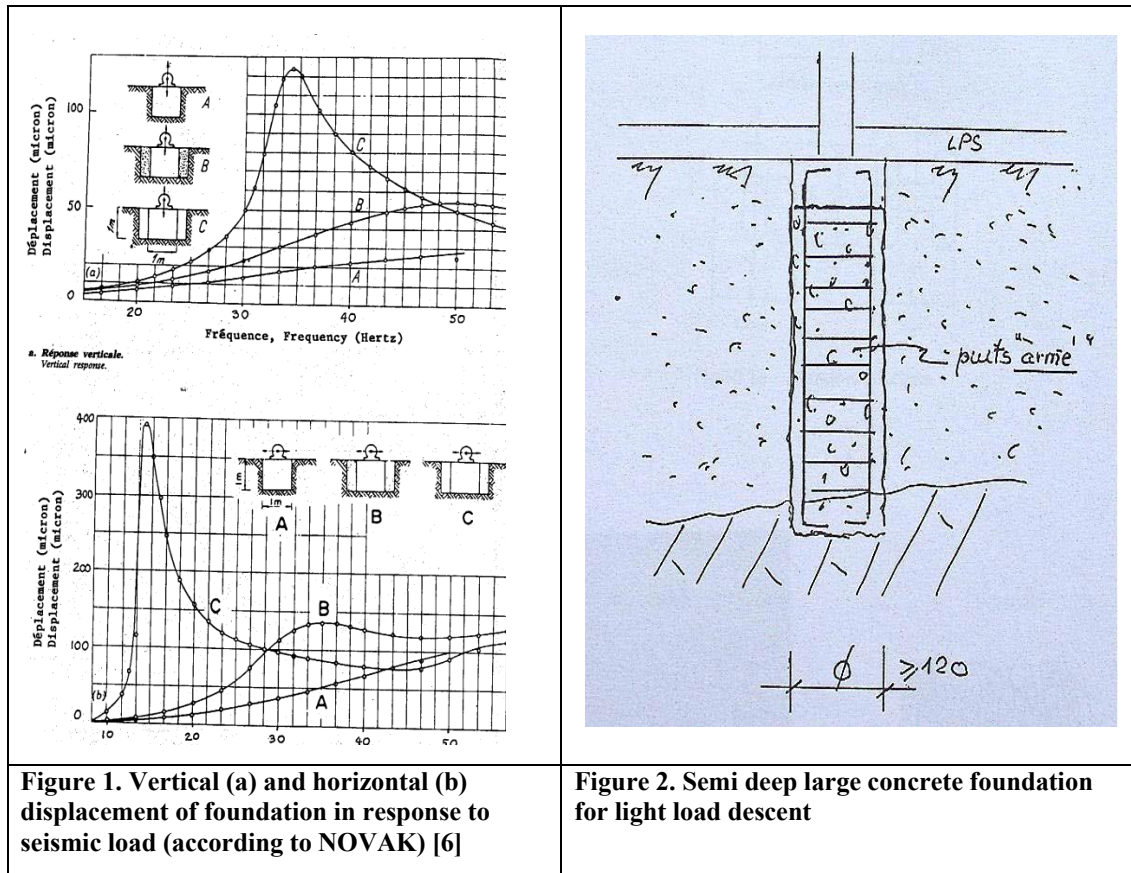 Déplacement (micron)
Displacement (micron)
100
50
0
A
B
C
1m
1m
C
B
A
(a)
20
30
40
50
Fréquence, Frequency (Hertz)
a. Réponse verticale.
Vertical response.
Déplacement (micron)
Displacement (micron)
400
300
200
100
0
m
1m
A
B
C
C
B
A
(b)
10
20
30
40
50
Figure 1. Vertical (a) and horizontal (b)
displacement of foundation in response to
seismic load (according to NOVAK) [6]
LPS
puits "armé"
ϕ ⩾120
Figure 2. Semi deep large concrete foundation
for light load descent